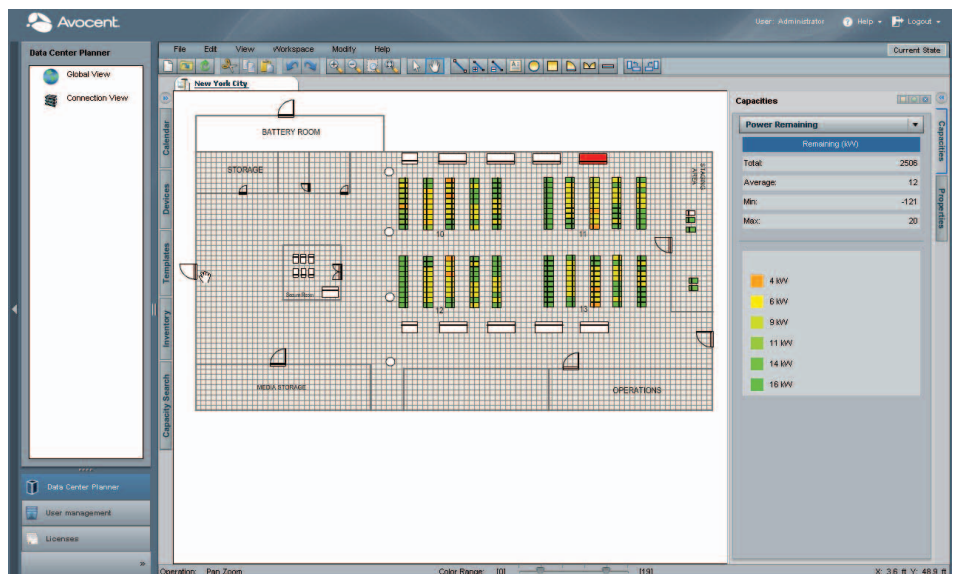 Avocent.
User: Administrator
Help
Logout
Data Center Planner
Global View
Connection View
Data Center Planner
User management
Licenses
»
File Edit View Workspace Modify Help
Current State
New York City
Calendar
Devices
Templates
Inventory
Capacity Search
BATTERY ROOM
STORAGE
STAGING AREA
10
11
Secure Room
12
13
MEDIA STORAGE
OPERATIONS
Capacities
Power Remaining
Remaining (kW)
Total: 2506
Average: 12
Min: -121
Max: 20
4 kW
6 kW
9 kW
11 kW
14 kW
16 kW
Capacities
Properties
Operation: Pan Zoom
Color Range: [0] [19]
X: 3.6 ft Y: 48.9 ft